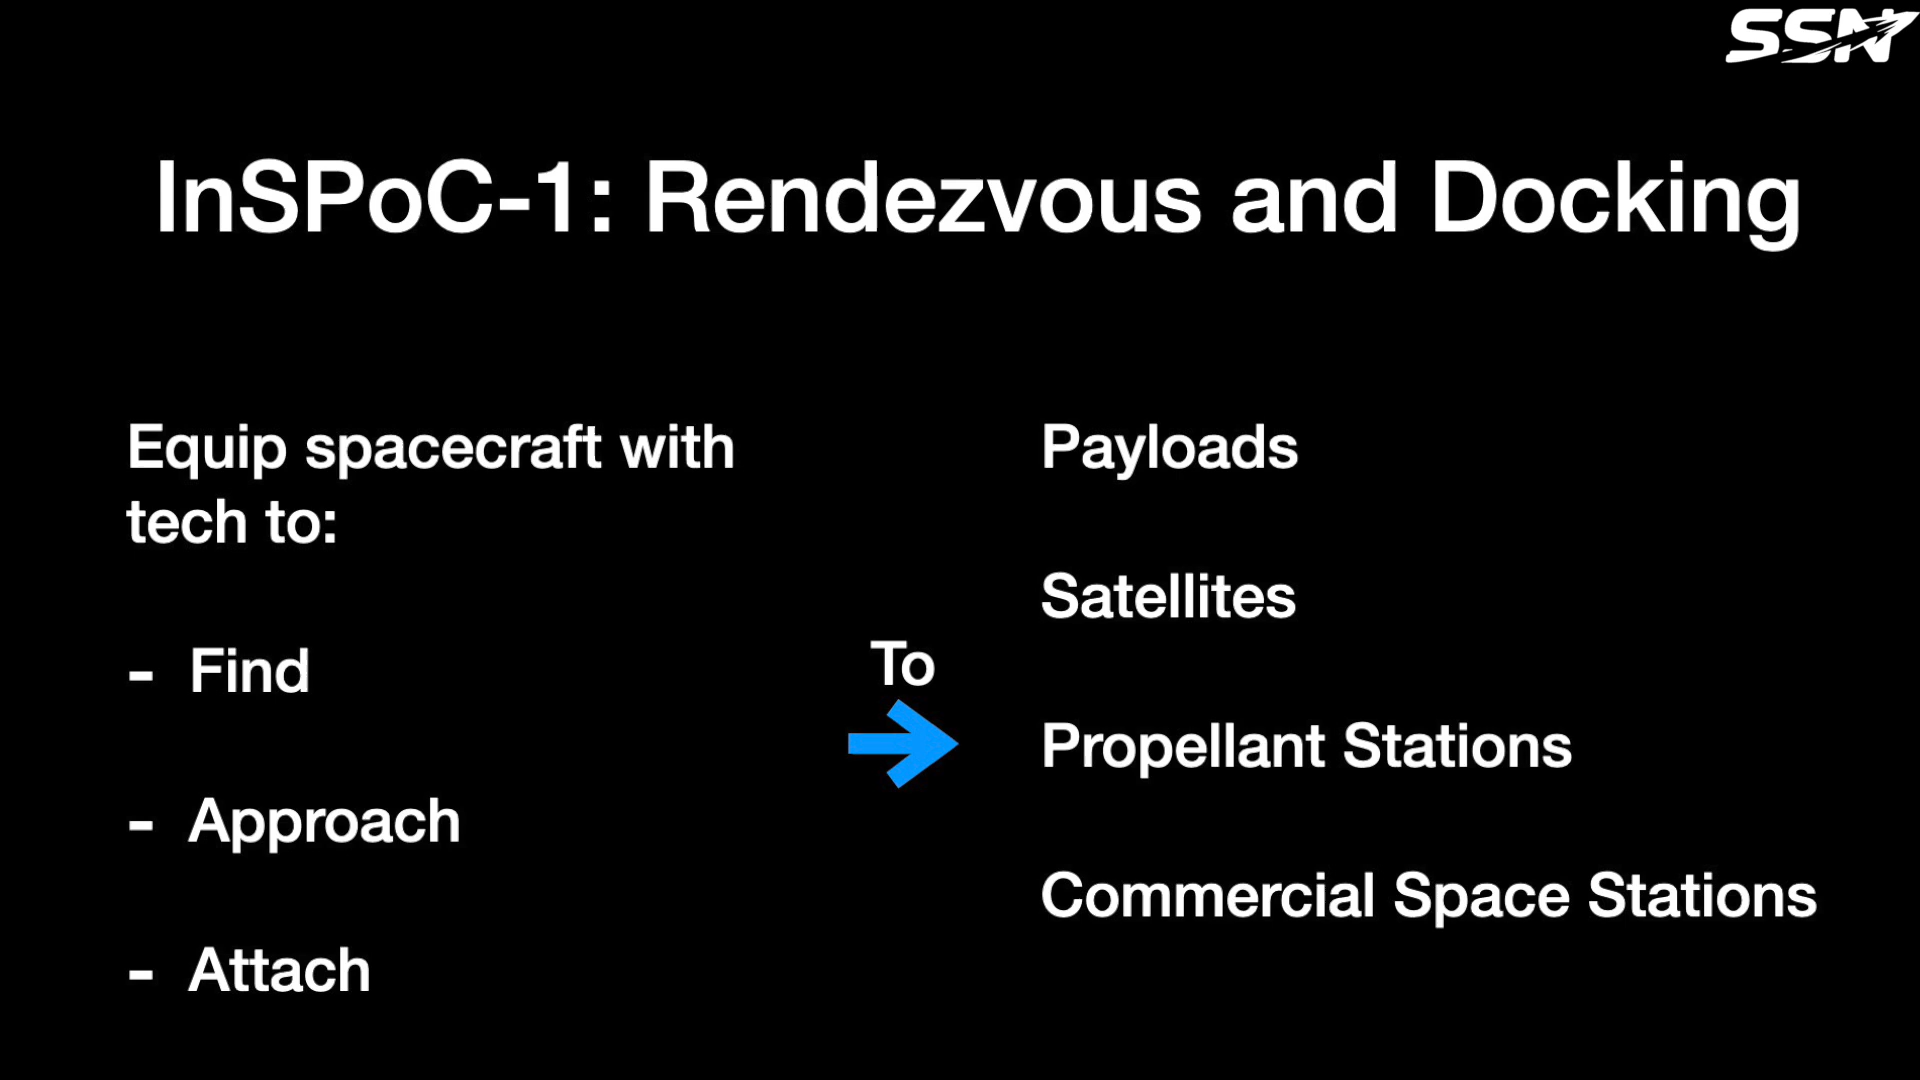 SSN
InSPoC-1: Rendezvous and Docking
Equip spacecraft with
tech to:
- Find
- Approach
- Attach
To
Payloads
Satellites
Propellant Stations
Commercial Space Stations